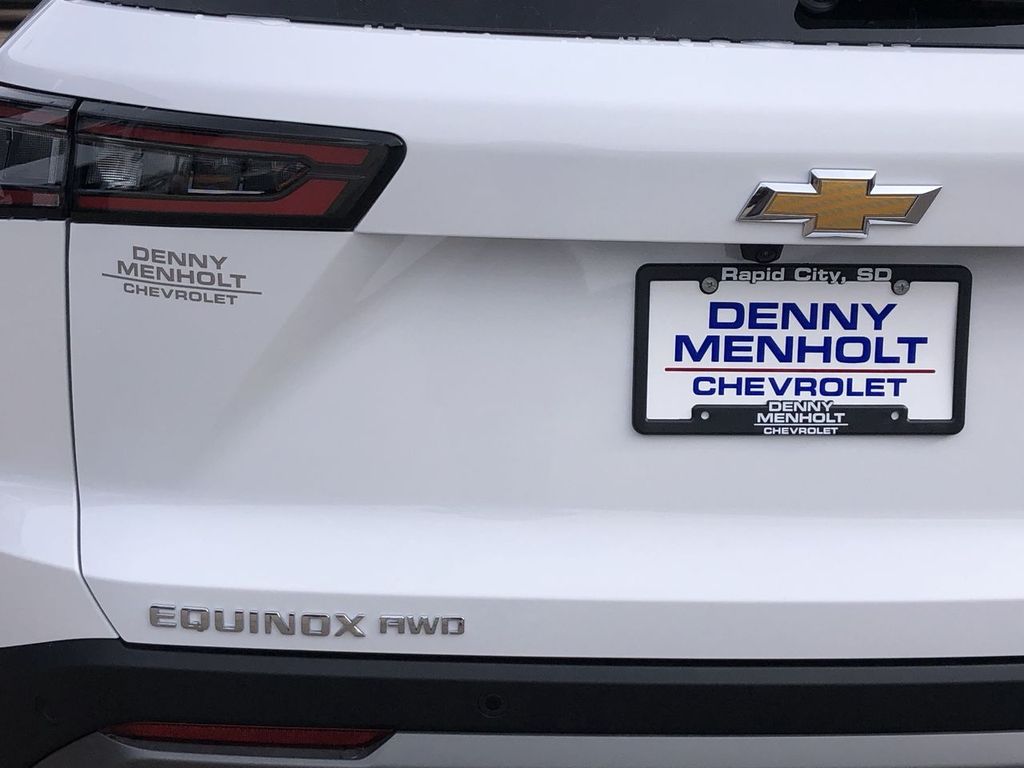 DENNY
MENHOLT
CHEVROLET
Rapid City, SD
DENNY
MENHOLT
CHEVROLET
DENNY
MENHOLT
CHEVROLET
EQUINOX AWD